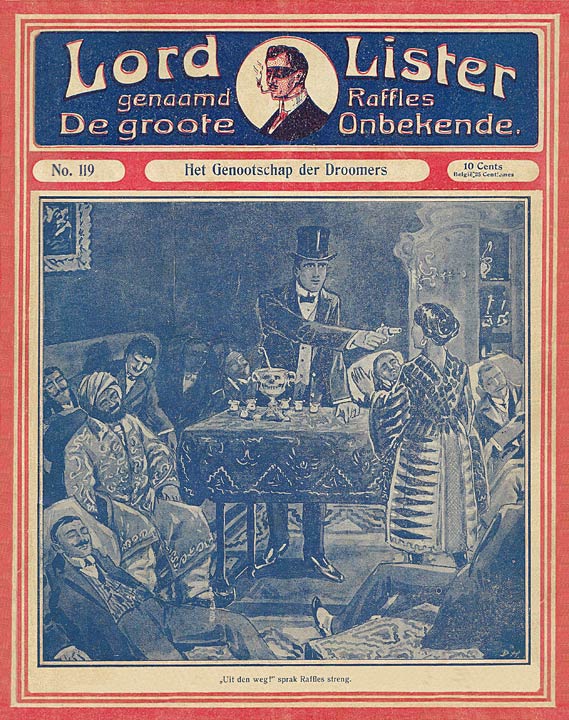 Lord Lister
genaamd Raffles
De groote Onbekende.
No. 119
Het Genootschap der Droomers
10 Cents
België 25 Centimes
P H
„Uit den weg!” sprak Raffles streng.